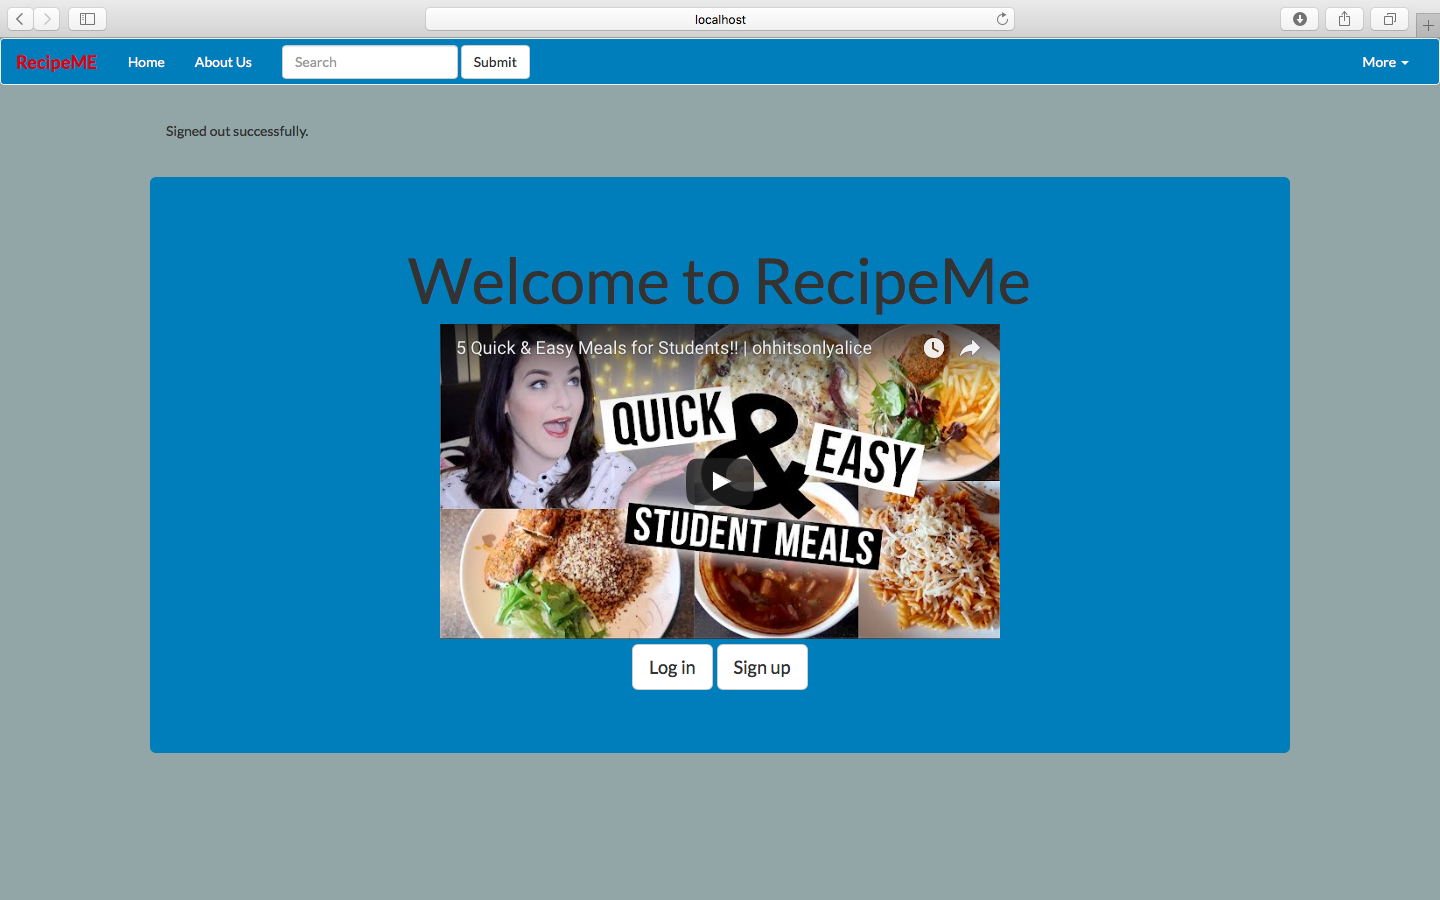 localhost
RecipeME Home About Us Search Submit More
Signed out successfully.
Welcome to RecipeMe
5 Quick & Easy Meals for Students!! | ohhitsonlyalice
QUICK & EASY
STUDENT MEALS
Log in Sign up